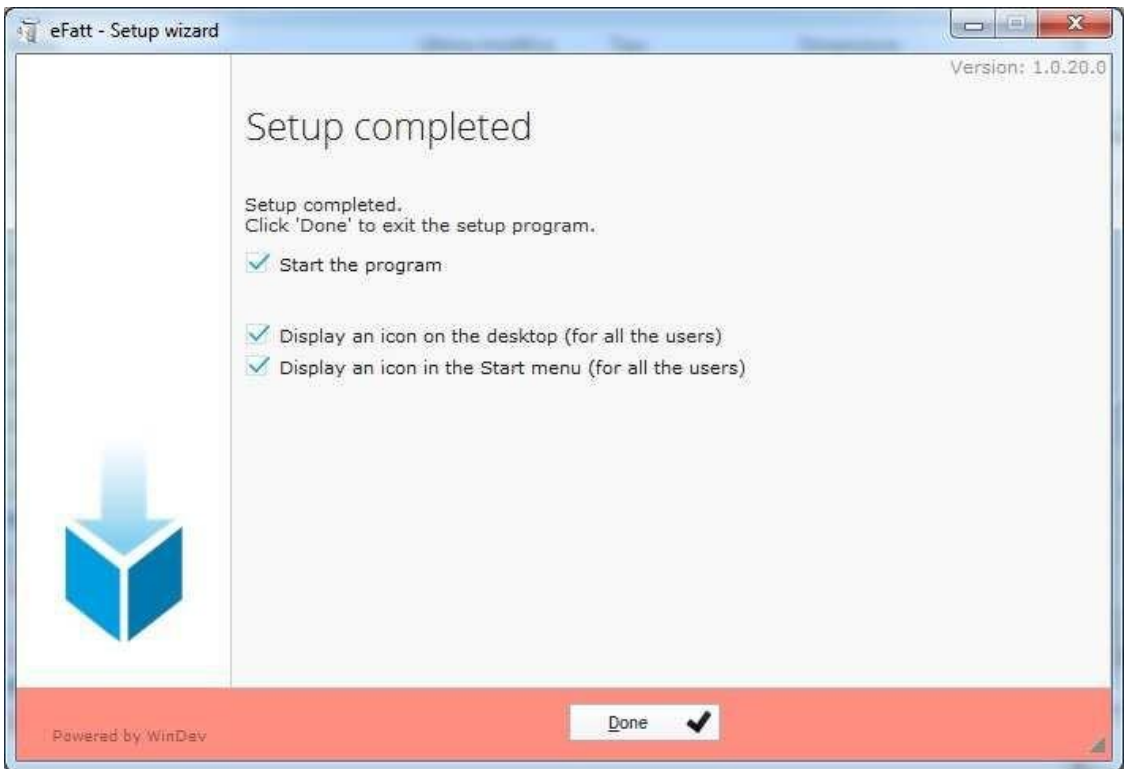 eFatt - Setup wizard
Version: 1.0.20.0
Setup completed
Setup completed.
Click 'Done' to exit the setup program.
Start the program
Display an icon on the desktop (for all the users)
Display an icon in the Start menu (for all the users)
Done
Powered by WinDev